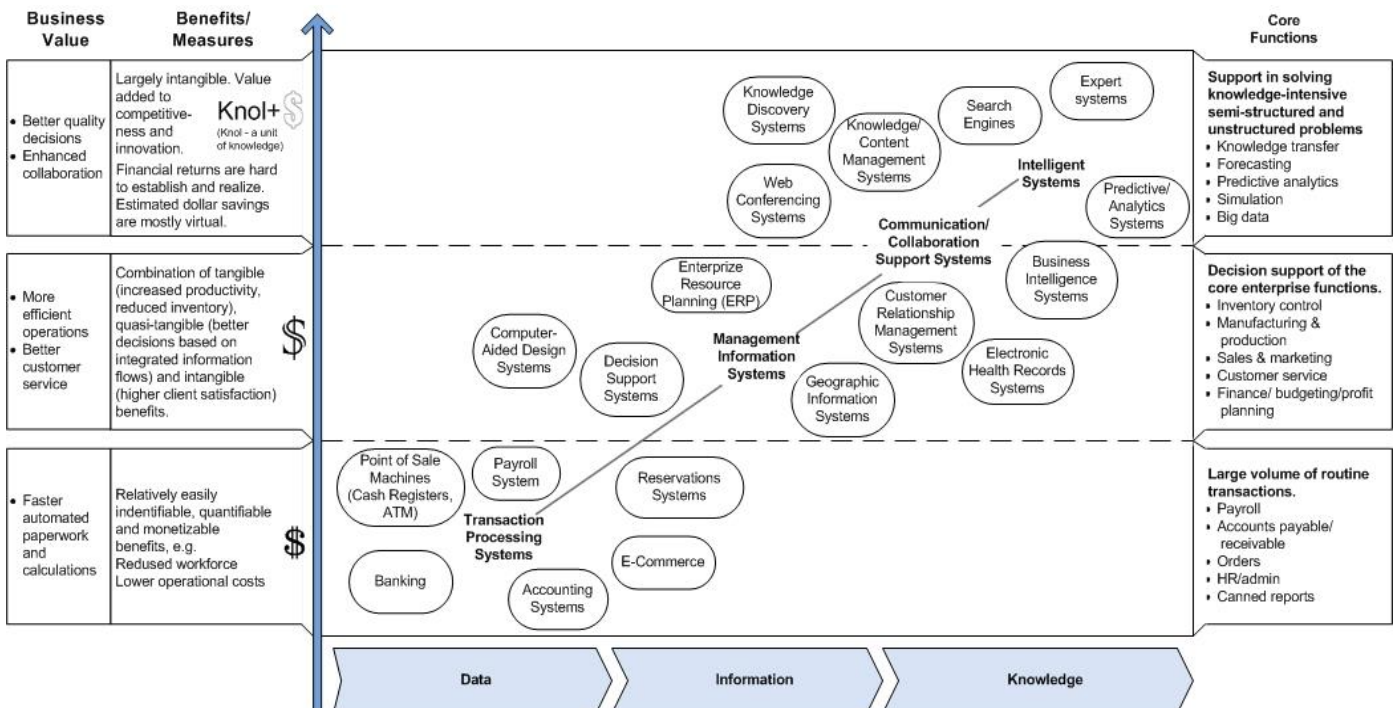 Business
Value
Benefits/
Measures
Core
Functions
• Better quality
decisions
• Enhanced
collaboration
Largely intangible. Value
added to
competitive-
ness and
innovation.
Knol+$
(Knol - a unit
of knowledge)
Financial returns are hard
to establish and realize.
Estimated dollar savings
are mostly virtual.
Knowledge
Discovery
Systems
Knowledge/
Content
Management
Systems
Search
Engines
Expert
systems
Web
Conferencing
Systems
Intelligent
Systems
Predictive/
Analytics
Systems
Communication/
Collaboration
Support Systems
Support in solving
knowledge-intensive
semi-structured and
unstructured problems
▪ Knowledge transfer
▪ Forecasting
▪ Predictive analytics
▪ Simulation
▪ Big data
• More
efficient
operations
• Better
customer
service
Combination of tangible
(increased productivity,
reduced inventory),
quasi-tangible (better
decisions based on
integrated information
flows) and intangible
(higher client satisfaction)
benefits.
$
Enterprize
Resource
Planning (ERP)
Business
Intelligence
Systems
Computer-
Aided Design
Systems
Decision
Support
Systems
Management
Information
Systems
Customer
Relationship
Management
Systems
Geographic
Information
Systems
Electronic
Health Records
Systems
Decision support of the
core enterprise functions.
▪ Inventory control
▪ Manufacturing &
production
▪ Sales & marketing
▪ Customer service
▪ Finance/ budgeting/profit
planning
• Faster
automated
paperwork
and
calculations
Relatively easily
indentifiable, quantifiable
and monetizable
benefits, e.g.
Redused workforce
Lower operational costs
$
Point of Sale
Machines
(Cash Registers,
ATM)
Payroll
System
Reservations
Systems
Transaction
Processing
Systems
Banking
Accounting
Systems
E-Commerce
Large volume of routine
transactions.
▪ Payroll
▪ Accounts payable/
receivable
▪ Orders
▪ HR/admin
▪ Canned reports
Data
Information
Knowledge